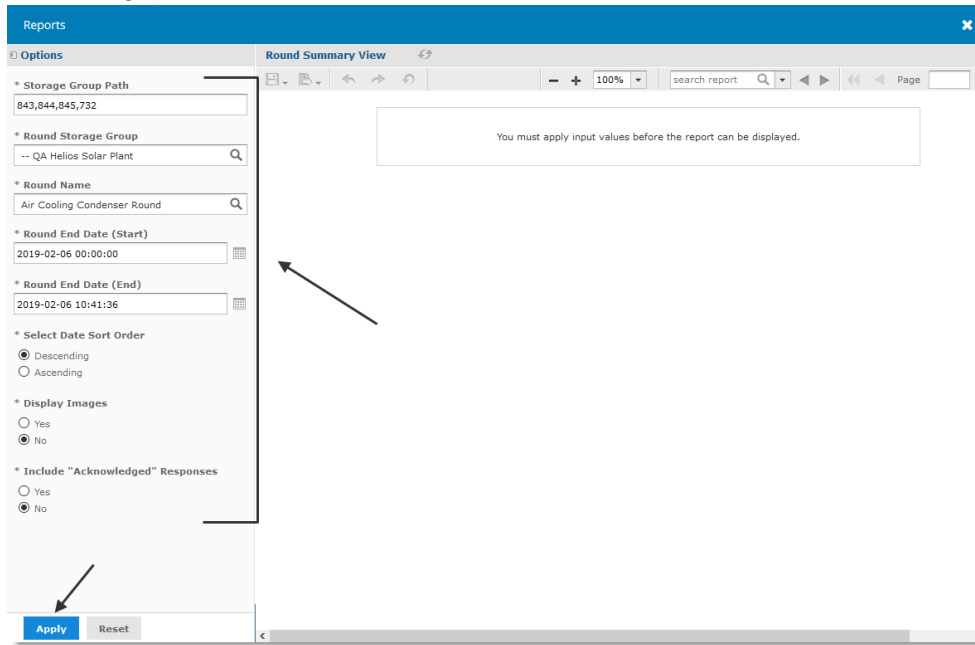 Reports
Options
* Storage Group Path
843,844,845,732
* Round Storage Group
-- QA Helios Solar Plant
* Round Name
Air Cooling Condenser Round
* Round End Date (Start)
2019-02-06 00:00:00
* Round End Date (End)
2019-02-06 10:41:36
* Select Date Sort Order
Descending
Ascending
* Display Images
Yes
No
* Include "Acknowledged" Responses
Yes
No
Apply Reset
Round Summary View
100% search report Page
You must apply input values before the report can be displayed.